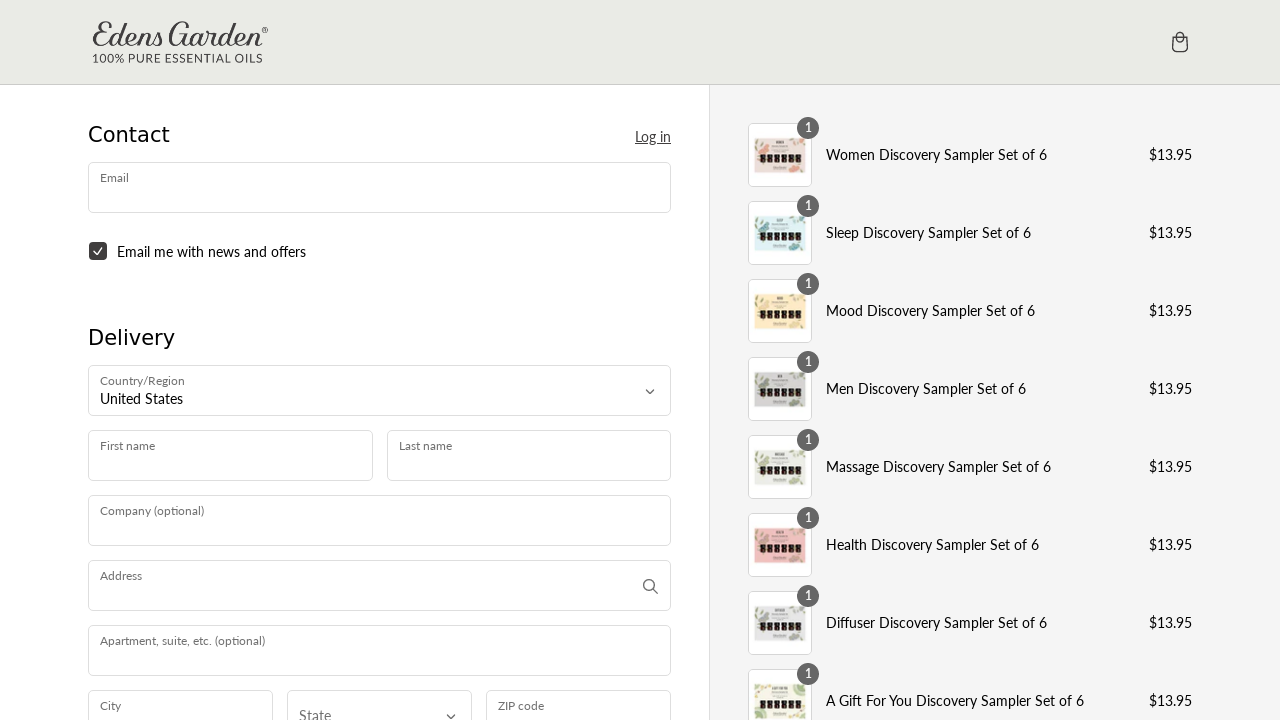 Edens Garden®
100% PURE ESSENTIAL OILS
Contact
Log in
Email
Email me with news and offers
Delivery
Country/Region
United States
First name
Last name
Company (optional)
Address
Apartment, suite, etc. (optional)
City
State
ZIP code
1
Women Discovery Sampler Set of 6
$13.95
1
Sleep Discovery Sampler Set of 6
$13.95
1
Mood Discovery Sampler Set of 6
$13.95
1
Men Discovery Sampler Set of 6
$13.95
1
Massage Discovery Sampler Set of 6
$13.95
1
Health Discovery Sampler Set of 6
$13.95
1
Diffuser Discovery Sampler Set of 6
$13.95
1
A Gift For You Discovery Sampler Set of 6
$13.95